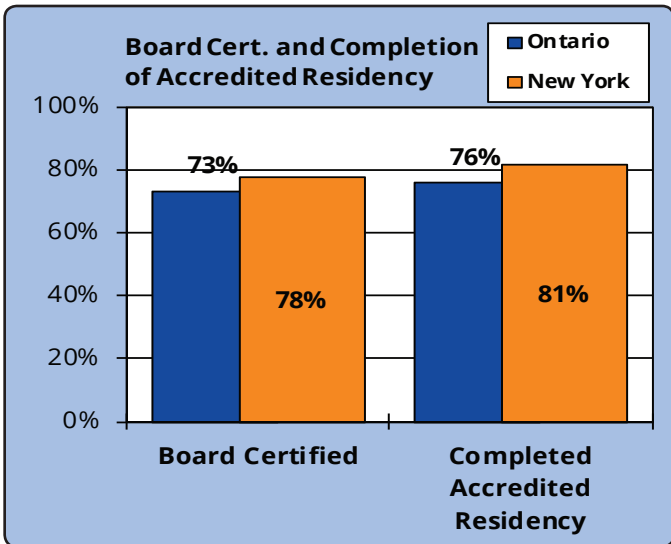 Board Cert. and Completion
of Accredited Residency
Ontario
New York
100%
80%
60%
40%
20%
0%
73%
78%
76%
81%
Board Certified
Completed
Accredited
Residency